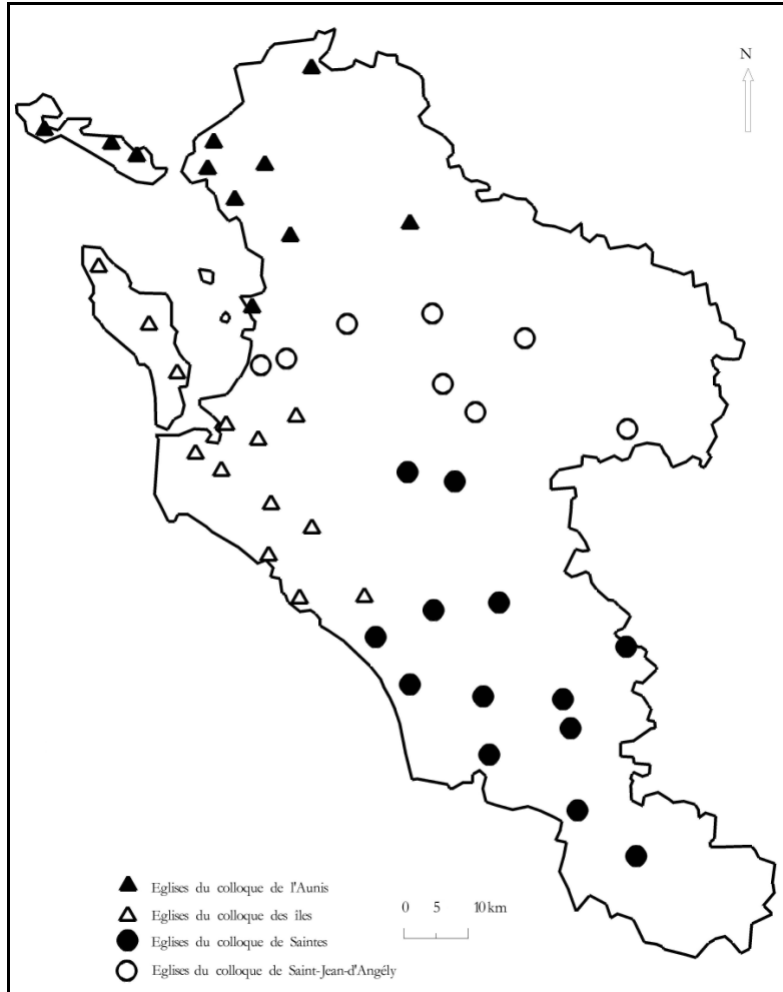 N
Eglises du colloque de l'Aunis
Eglises du colloque des îles
Eglises du colloque de Saintes
Eglises du colloque de Saint-Jean-d'Angély
0 5 10 km